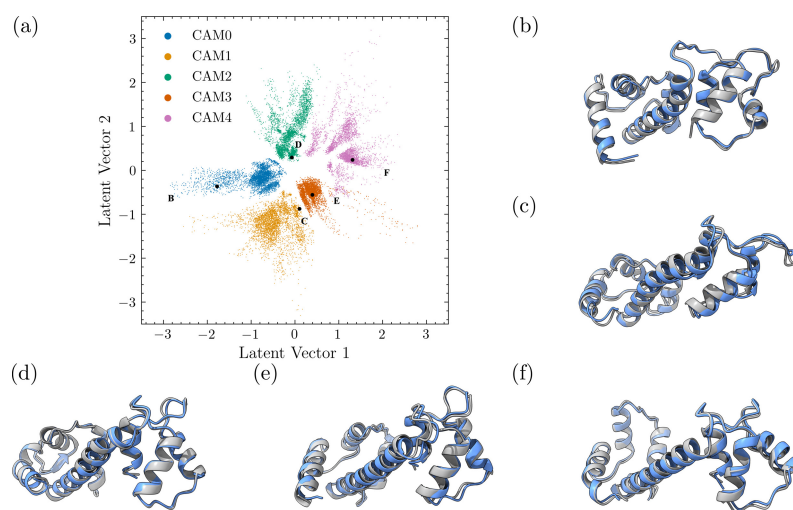 (a)
CAM0
CAM1
CAM2
CAM3
CAM4
3
2
1
0
−1
−2
−3
Latent Vector 2
B
C
D
E
F
−3 −2 −1 0 1 2 3
Latent Vector 1
(b)
(c)
(d)
(e)
(f)